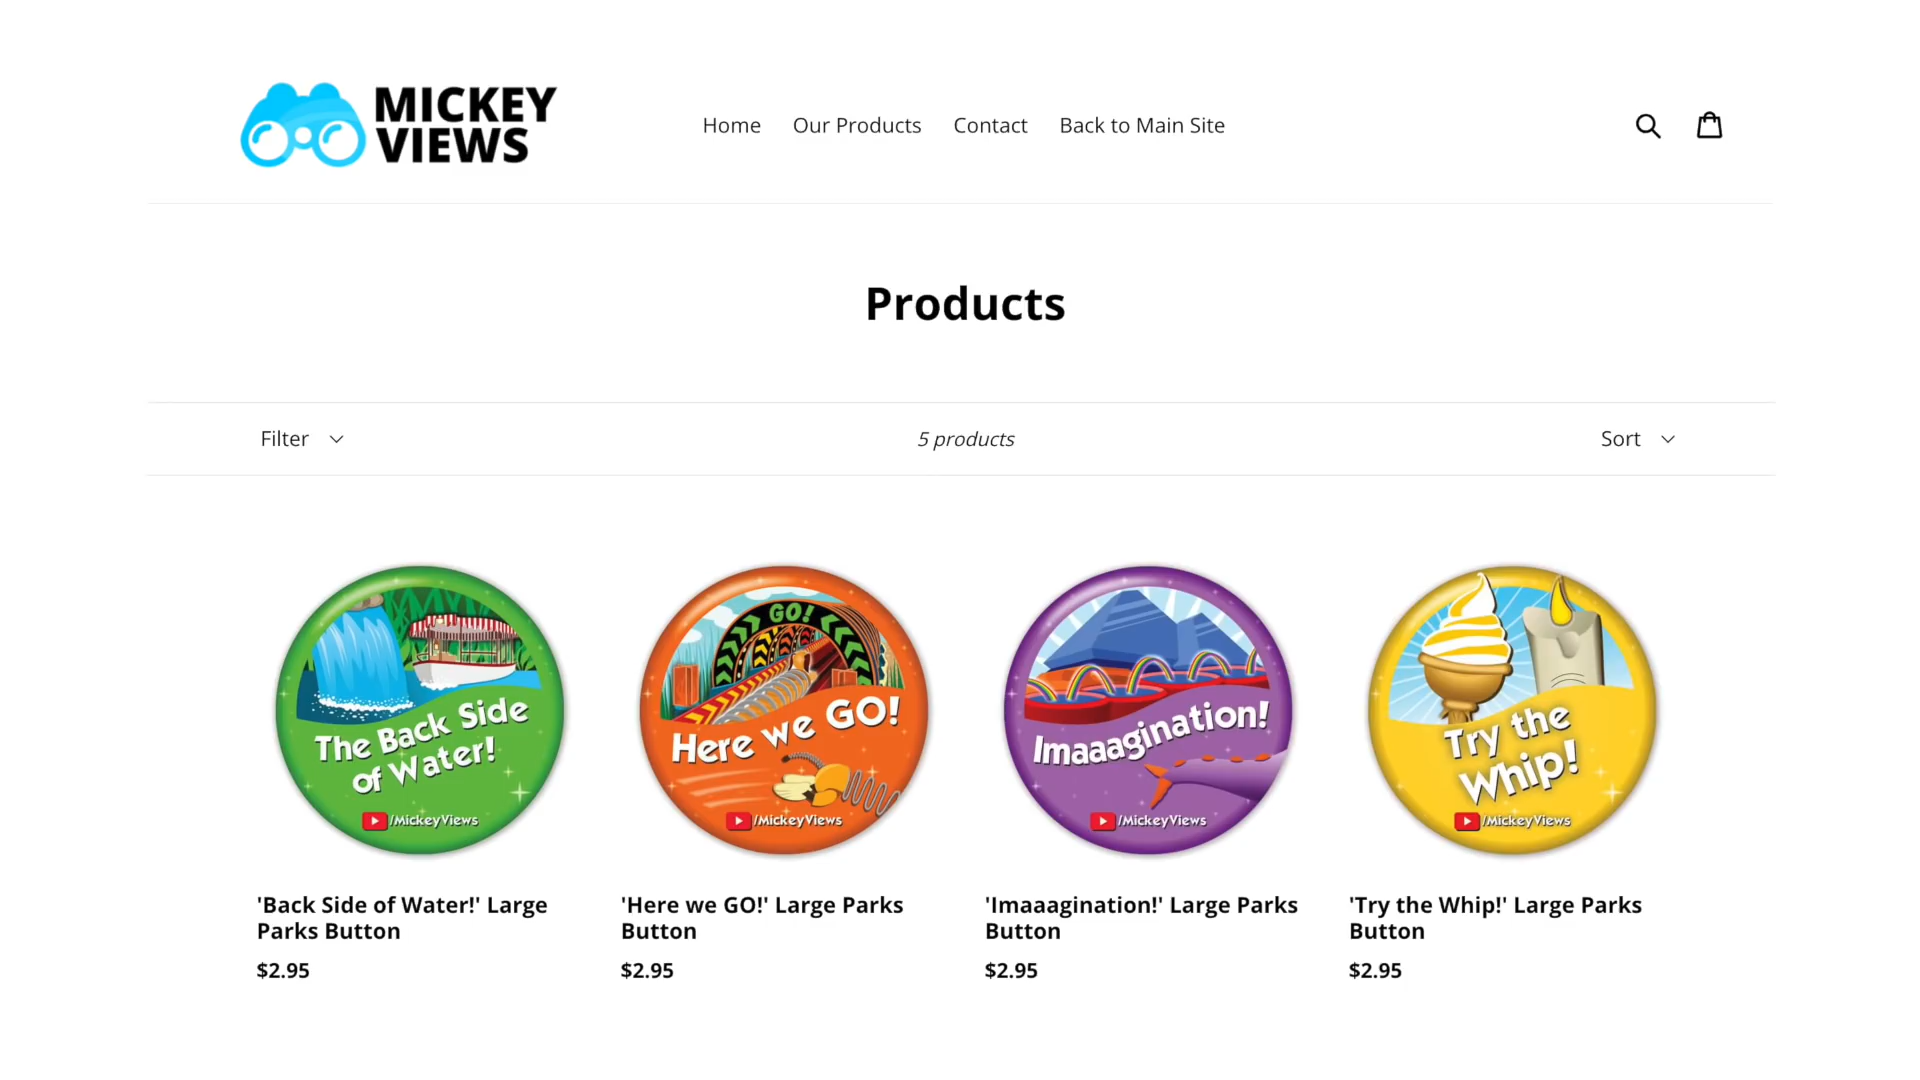 MICKEY
VIEWS
Home
Our Products
Contact
Back to Main Site
Products
Filter
5 products
Sort
The Back Side
of Water!
/MickeyViews
GO!
Here we GO!
/MickeyViews
Imaaagination!
/MickeyViews
Try the
Whip!
/MickeyViews
'Back Side of Water!' Large
Parks Button
$2.95
'Here we GO!' Large Parks
Button
$2.95
'Imaaagination!' Large Parks
Button
$2.95
'Try the Whip!' Large Parks
Button
$2.95